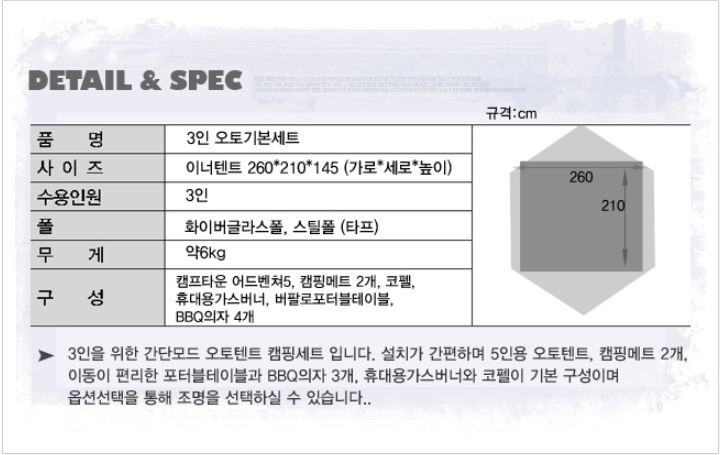 DETAIL & SPEC
규격:cm
품 명 3인 오토기본세트
사 이 즈 이너텐트 260*210*145 (가로*세로*높이)
수용인원 3인
폴 화이버글라스폴, 스틸폴 (타프)
무 게 약6kg
구 성 캠프타운 어드벤쳐5, 캠핑메트 2개, 코펠,
휴대용가스버너, 버팔로포터블테이블,
BBQ의자 4개
260
210
➤ 3인을 위한 간단모드 오토텐트 캠핑세트 입니다. 설치가 간편하며 5인용 오토텐트, 캠핑메트 2개,
이동이 편리한 포터블테이블과 BBQ의자 3개, 휴대용가스버너와 코펠이 기본 구성이며
옵션선택을 통해 조명을 선택하실 수 있습니다..